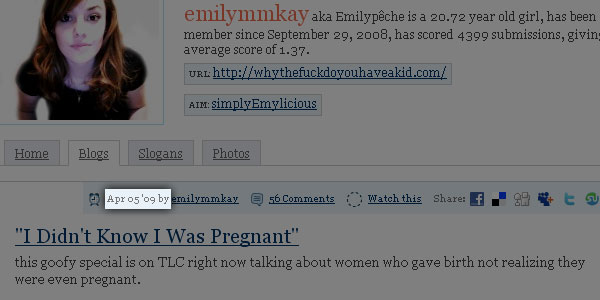 emilymmkay aka Emilypêche is a 20.72 year old girl, has been
member since September 29, 2008, has scored 4399 submissions, giving
average score of 1.37.
URL: http://whythefuckdoyouhaveakid.com/
AIM: simplyEmylicious
Home Blogs Slogans Photos
Apr 05 '09 by emilymmkay 56 Comments Watch this Share:
"I Didn't Know I Was Pregnant"
this goofy special is on TLC right now talking about women who gave birth not realizing they
were even pregnant.